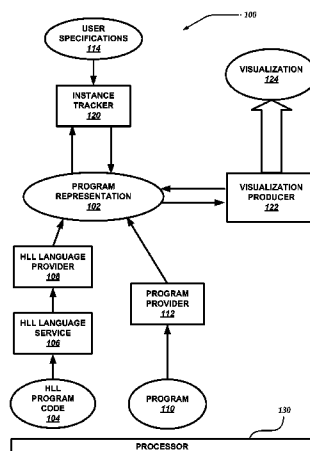 100
USER
SPECIFICATIONS
114
INSTANCE
TRACKER
120
VISUALIZATION
124
PROGRAM
REPRESENTATION
102
VISUALIZATION
PRODUCER
122
HLL LANGUAGE
PROVIDER
108
PROGRAM
PROVIDER
112
HLL LANGUAGE
SERVICE
106
HLL
PROGRAM
CODE
104
PROGRAM
110
130
PROCESSOR